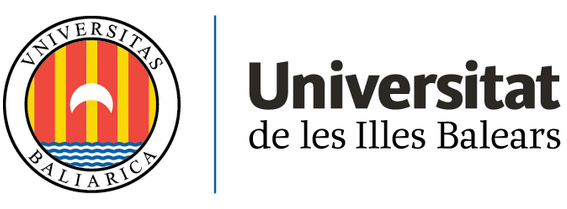 VNIVERSITAS
BALIARICA
Universitat
de les Illes Balears